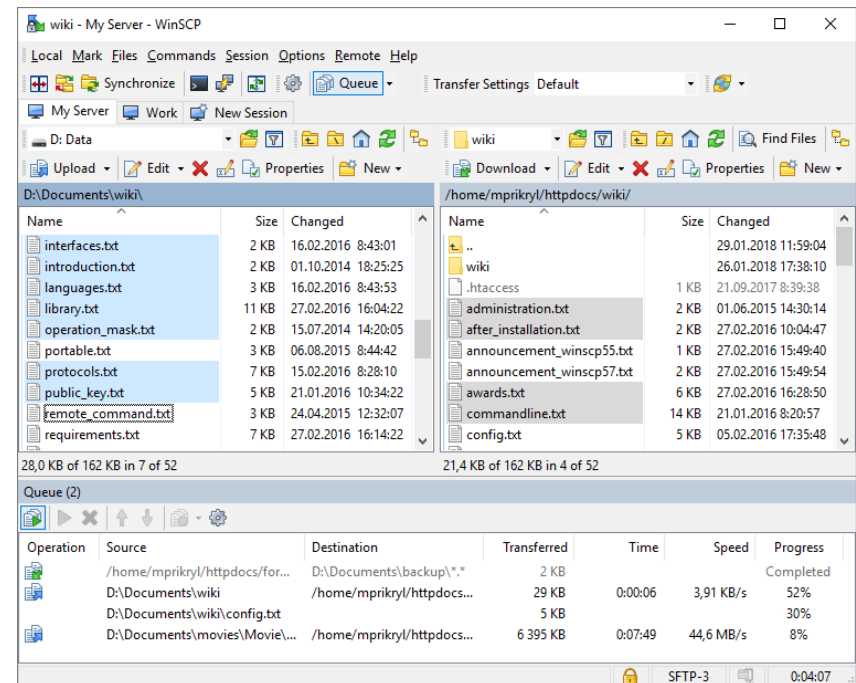 wiki - My Server - WinSCP
Local Mark Files Commands Session Options Remote Help
Synchronize Queue Transfer Settings Default
My Server Work New Session
D: Data wiki Find Files
Upload Edit Properties New Download Edit Properties New
D:\Documents\wiki\ /home/mprikryl/httpdocs/wiki/
Name Size Changed Name Size Changed
interfaces.txt 2 KB 16.02.2016 8:43:01 .. 29.01.2018 11:59:04
introduction.txt 2 KB 01.10.2014 18:25:25 wiki 26.01.2018 17:38:10
languages.txt 3 KB 16.02.2016 8:43:53 .htaccess 1 KB 21.09.2017 8:39:38
library.txt 11 KB 27.02.2016 16:04:22 administration.txt 2 KB 01.06.2015 14:30:14
operation_mask.txt 2 KB 15.07.2014 14:20:05 after_installation.txt 2 KB 27.02.2016 10:04:47
portable.txt 3 KB 06.08.2015 8:44:42 announcement_winscp55.txt 1 KB 27.02.2016 15:49:40
protocols.txt 7 KB 15.02.2016 8:28:10 announcement_winscp57.txt 2 KB 27.02.2016 15:49:54
public_key.txt 5 KB 21.01.2016 10:34:22 awards.txt 6 KB 27.02.2016 16:28:50
remote_command.txt 3 KB 24.04.2015 12:32:07 commandline.txt 14 KB 21.01.2016 8:20:57
requirements.txt 7 KB 27.02.2016 16:14:22 config.txt 5 KB 05.02.2016 17:35:48
28,0 KB of 162 KB in 7 of 52 21,4 KB of 162 KB in 4 of 52
Queue (2)
Operation Source Destination Transferred Time Speed Progress
/home/mprikryl/httpdocs/for... D:\Documents\backup\*.* 2 KB Completed
D:\Documents\wiki /home/mprikryl/httpdocs... 29 KB 0:00:06 3,91 KB/s 52%
D:\Documents\wiki\config.txt 5 KB 30%
D:\Documents\movies\Movie\... /home/mprikryl/httpdocs... 6 395 KB 0:07:49 44,6 MB/s 8%
SFTP-3 0:04:07